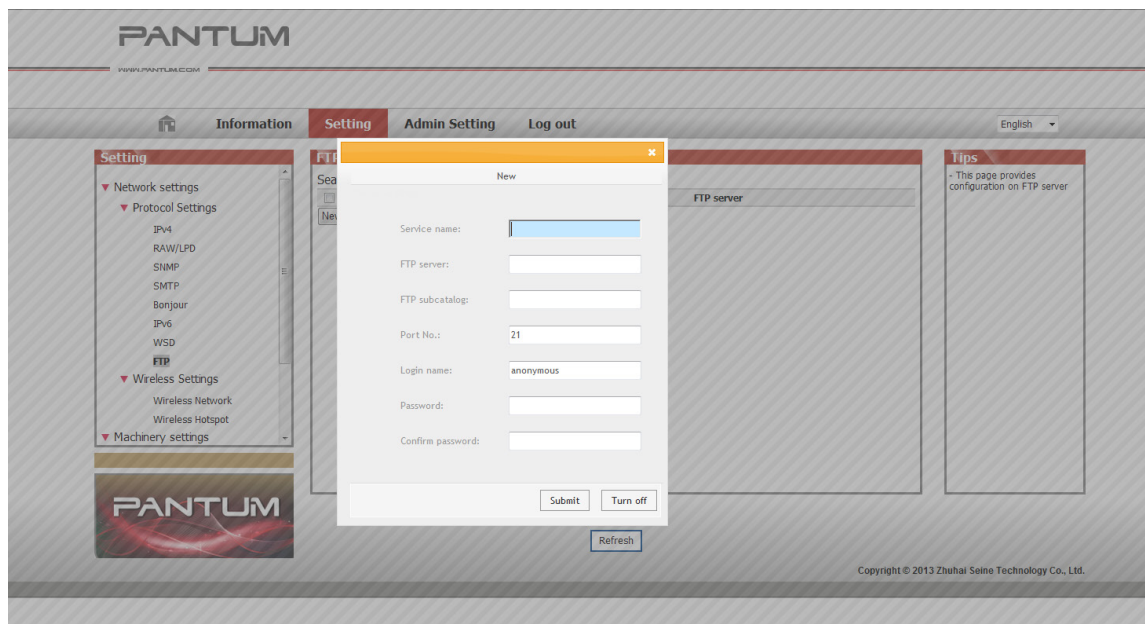 PANTUM
WWW.PANTUM.COM
Information
Setting
Admin Setting
Log out
English
Setting
Network settings
Protocol Settings
IPv4
RAW/LPD
SNMP
SMTP
Bonjour
IPv6
WSD
FTP
Wireless Settings
Wireless Network
Wireless Hotspot
Machinery settings
PANTUM
FTP server
New
Service name:
FTP server:
FTP subcatalog:
Port No.: 21
Login name: anonymous
Password:
Confirm password:
Submit
Turn off
Refresh
Tips
- This page provides
configuration on FTP server
Copyright © 2013 Zhuhai Seine Technology Co., Ltd.